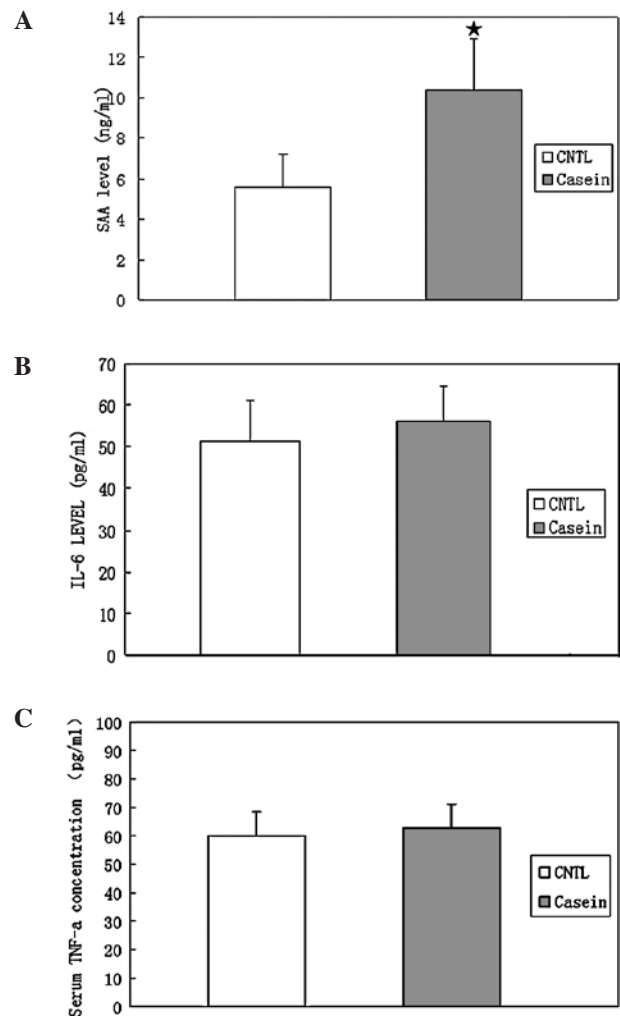 A
SAA level (ng/ml)
14
12
10
8
6
4
2
0
CNTL
Casein
B
IL-6 LEVEL (pg/ml)
70
60
50
40
30
20
10
0
CNTL
Casein
C
Serum TNF-a concentration (pg/ml)
100
90
80
70
60
50
40
30
20
10
0
CNTL
Casein